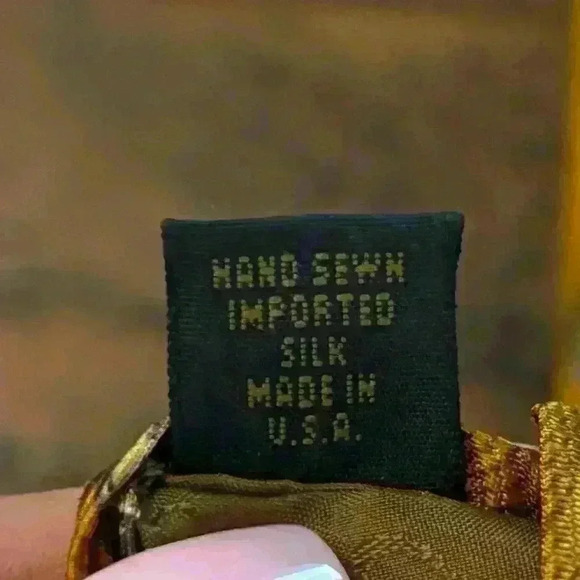 HAND SEWN
IMPORTED
SILK
MADE IN
U.S.A.